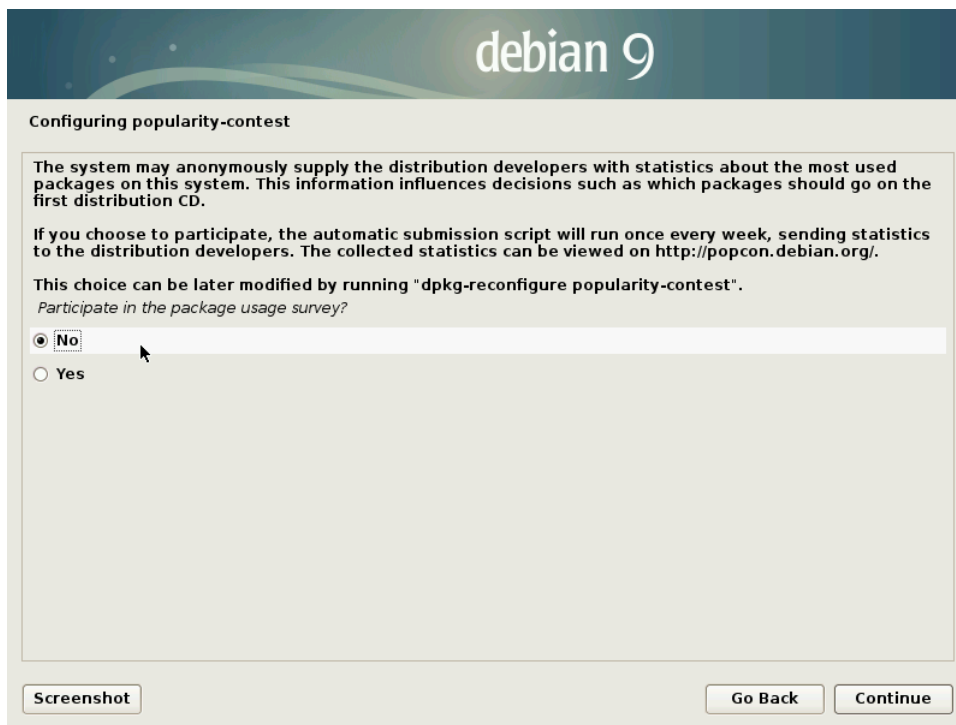 debian 9
Configuring popularity-contest
The system may anonymously supply the distribution developers with statistics about the most used
packages on this system. This information influences decisions such as which packages should go on the
first distribution CD.
If you choose to participate, the automatic submission script will run once every week, sending statistics
to the distribution developers. The collected statistics can be viewed on http://popcon.debian.org/.
This choice can be later modified by running "dpkg-reconfigure popularity-contest".
Participate in the package usage survey?
No
Yes
Screenshot
Go Back
Continue